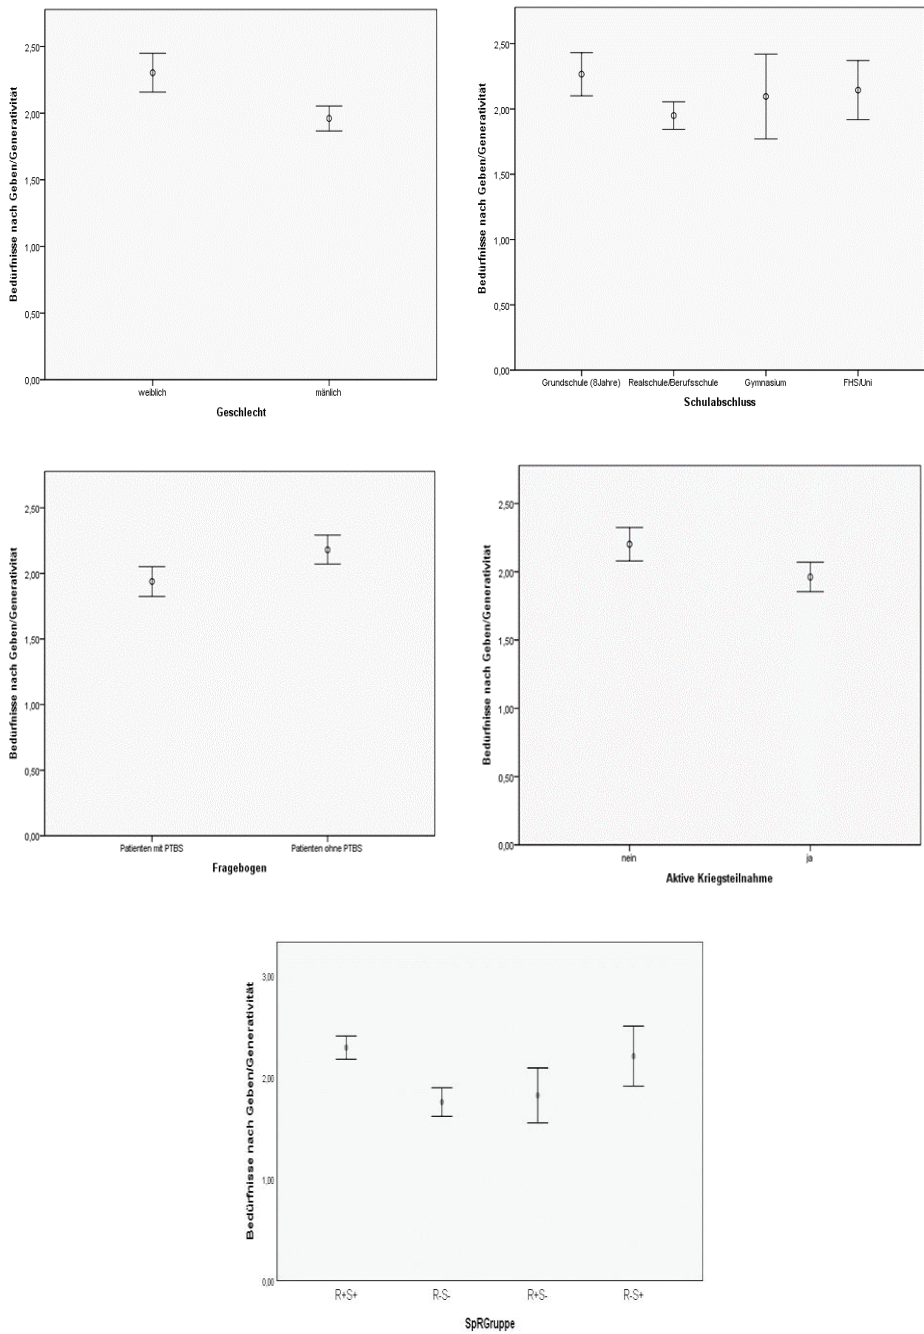 Bedürfnisse nach Geben/Generativität
2,50
2,00
1,50
1,00
0,50
0,00
weiblich
mänlich
Geschlecht
Bedürfnisse nach Geben/Generativität
2,50
2,00
1,50
1,00
0,50
0,00
Grundschule (8Jahre)
Realschule/Berufsschule
Gymnasium
FHS/Uni
Schulabschluss
Bedürfnisse nach Geben/Generativität
2,50
2,00
1,50
1,00
0,50
0,00
Patienten mit PTBS
Patienten ohne PTBS
Fragebogen
Bedürfnisse nach Geben/Generativität
2,50
2,00
1,50
1,00
0,50
0,00
nein
ja
Aktive Kriegsteilnahme
Bedürfnisse nach Geben/Generativität
3,00
2,00
1,00
0,00
R+S+
R-S-
R+S-
R-S+
SpRGruppe